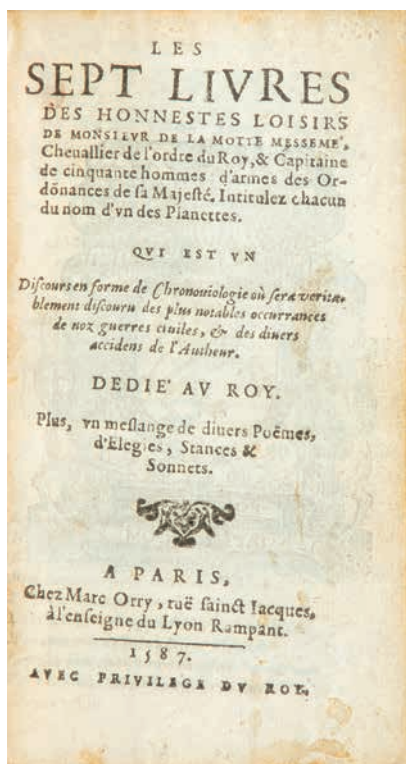 LES
SEPT LIVRES
DES HONNESTES LOISIRS
DE MONSIEVR DE LA MOTTE MESSEME',
Cheuallier de l'ordre du Roy, & Capitaine
de cinquante hommes d'armes des Or-
dōnances de sa Majesté. Intitulez chacun
du nom d'vn des Planettes.
QVI EST VN
Discours en forme de Chronouiologie où sera verita-
blement discouru des plus notables occurrances
de noz guerres ciuiles, & des diuers
accidens de l'Autheur.
DEDIE' AV ROY.
Plus, vn meslange de diuers Poëmes,
d'Elegies, Stances &
Sonnets.
A PARIS,
Chez Marc Orry, ruë sainct Iacques,
à l'enseigne du Lyon Rampant.
1587.
AVEC PRIVILEGE DV ROY.